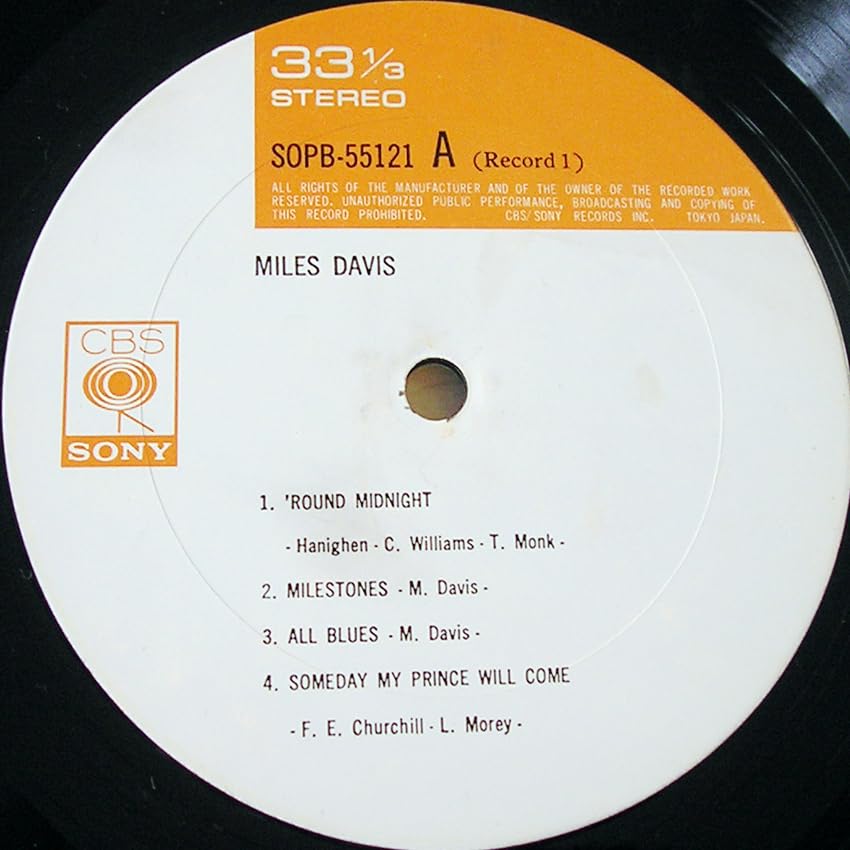 33 1/3
STEREO
SOPB-55121 A (Record 1)
ALL RIGHTS OF THE MANUFACTURER AND OF THE OWNER OF THE RECORDED WORK
RESERVED. UNAUTHORIZED PUBLIC PERFORMANCE, BROADCASTING AND COPYING OF
THIS RECORD PROHIBITED. CBS/SONY RECORDS INC. TOKYO JAPAN.
MILES DAVIS
CBS
SONY
1. 'ROUND MIDNIGHT
- Hanighen - C. Williams - T. Monk -
2. MILESTONES - M. Davis -
3. ALL BLUES - M. Davis -
4. SOMEDAY MY PRINCE WILL COME
- F. E. Churchill - L. Morey -